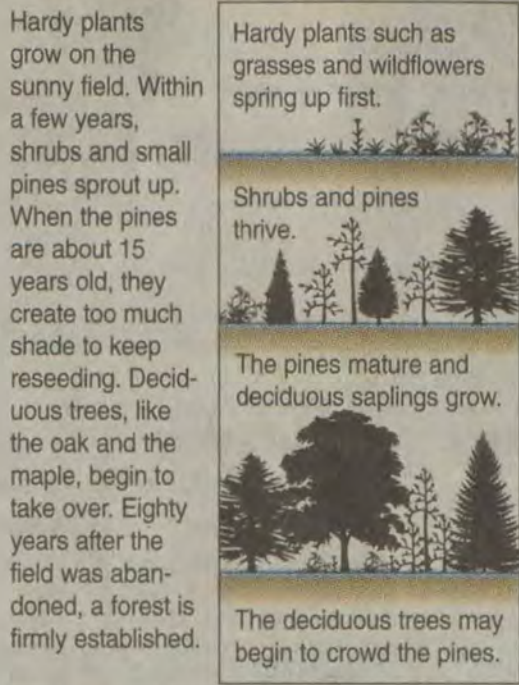 Hardy plants
grow on the
sunny field. Within
a few years,
shrubs and small
pines sprout up.
When the pines
are about 15
years old, they
create too much
shade to keep
reseeding. Decid-
uous trees, like
the oak and the
maple, begin to
take over. Eighty
years after the
field was aban-
doned, a forest is
firmly established.
Hardy plants such as
grasses and wildflowers
spring up first.
Shrubs and pines
thrive.
The pines mature and
deciduous saplings grow.
The deciduous trees may
begin to crowd the pines.